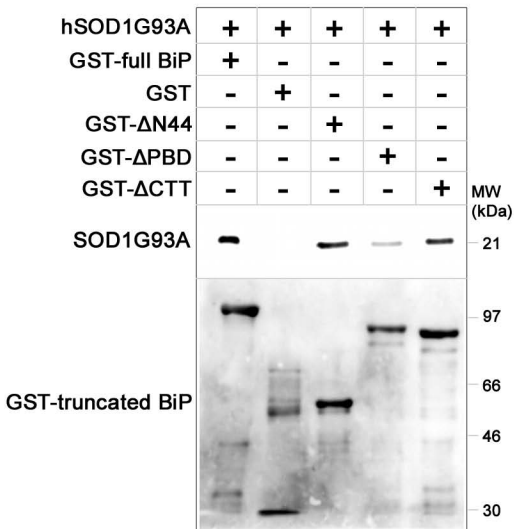 hSOD1G93A + + + + +
GST-full BiP + - - - -
GST - + - - -
GST-ΔN44 - - + - -
GST-ΔPBD - - - + -
GST-ΔCTT - - - - +
MW
(kDa)
SOD1G93A
21
97
66
GST-truncated BiP
46
30